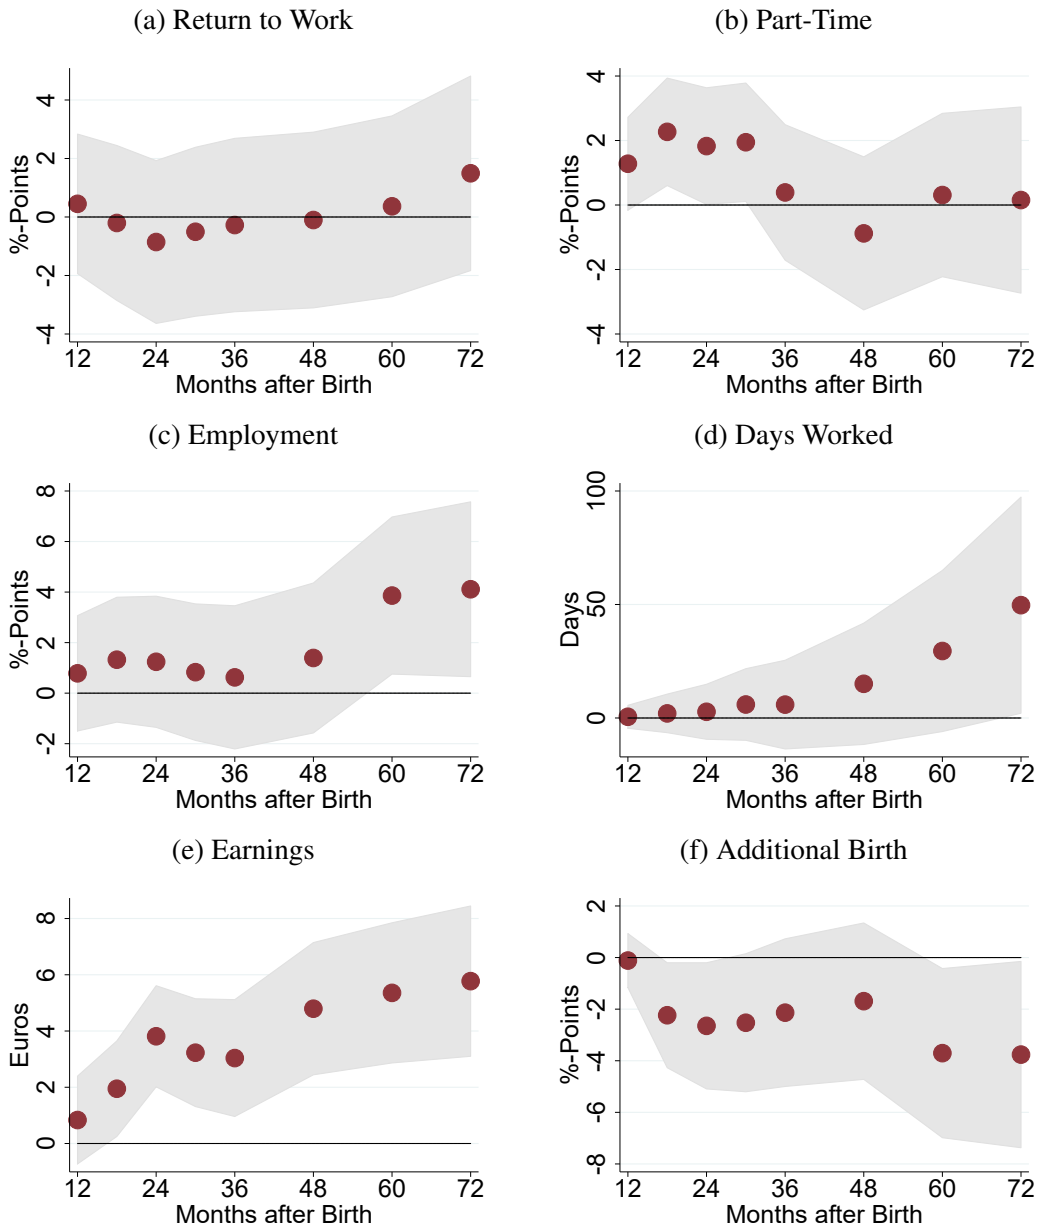 (a) Return to Work
%-Points
4
2
0
-2
-4
12 24 36 48 60 72
Months after Birth
(b) Part-Time
%-Points
4
2
0
-2
-4
12 24 36 48 60 72
Months after Birth
(c) Employment
%-Points
8
6
4
2
0
-2
12 24 36 48 60 72
Months after Birth
(d) Days Worked
Days
100
50
0
12 24 36 48 60 72
Months after Birth
(e) Earnings
Euros
8
6
4
2
0
12 24 36 48 60 72
Months after Birth
(f) Additional Birth
%-Points
2
0
-2
-4
-6
-8
12 24 36 48 60 72
Months after Birth